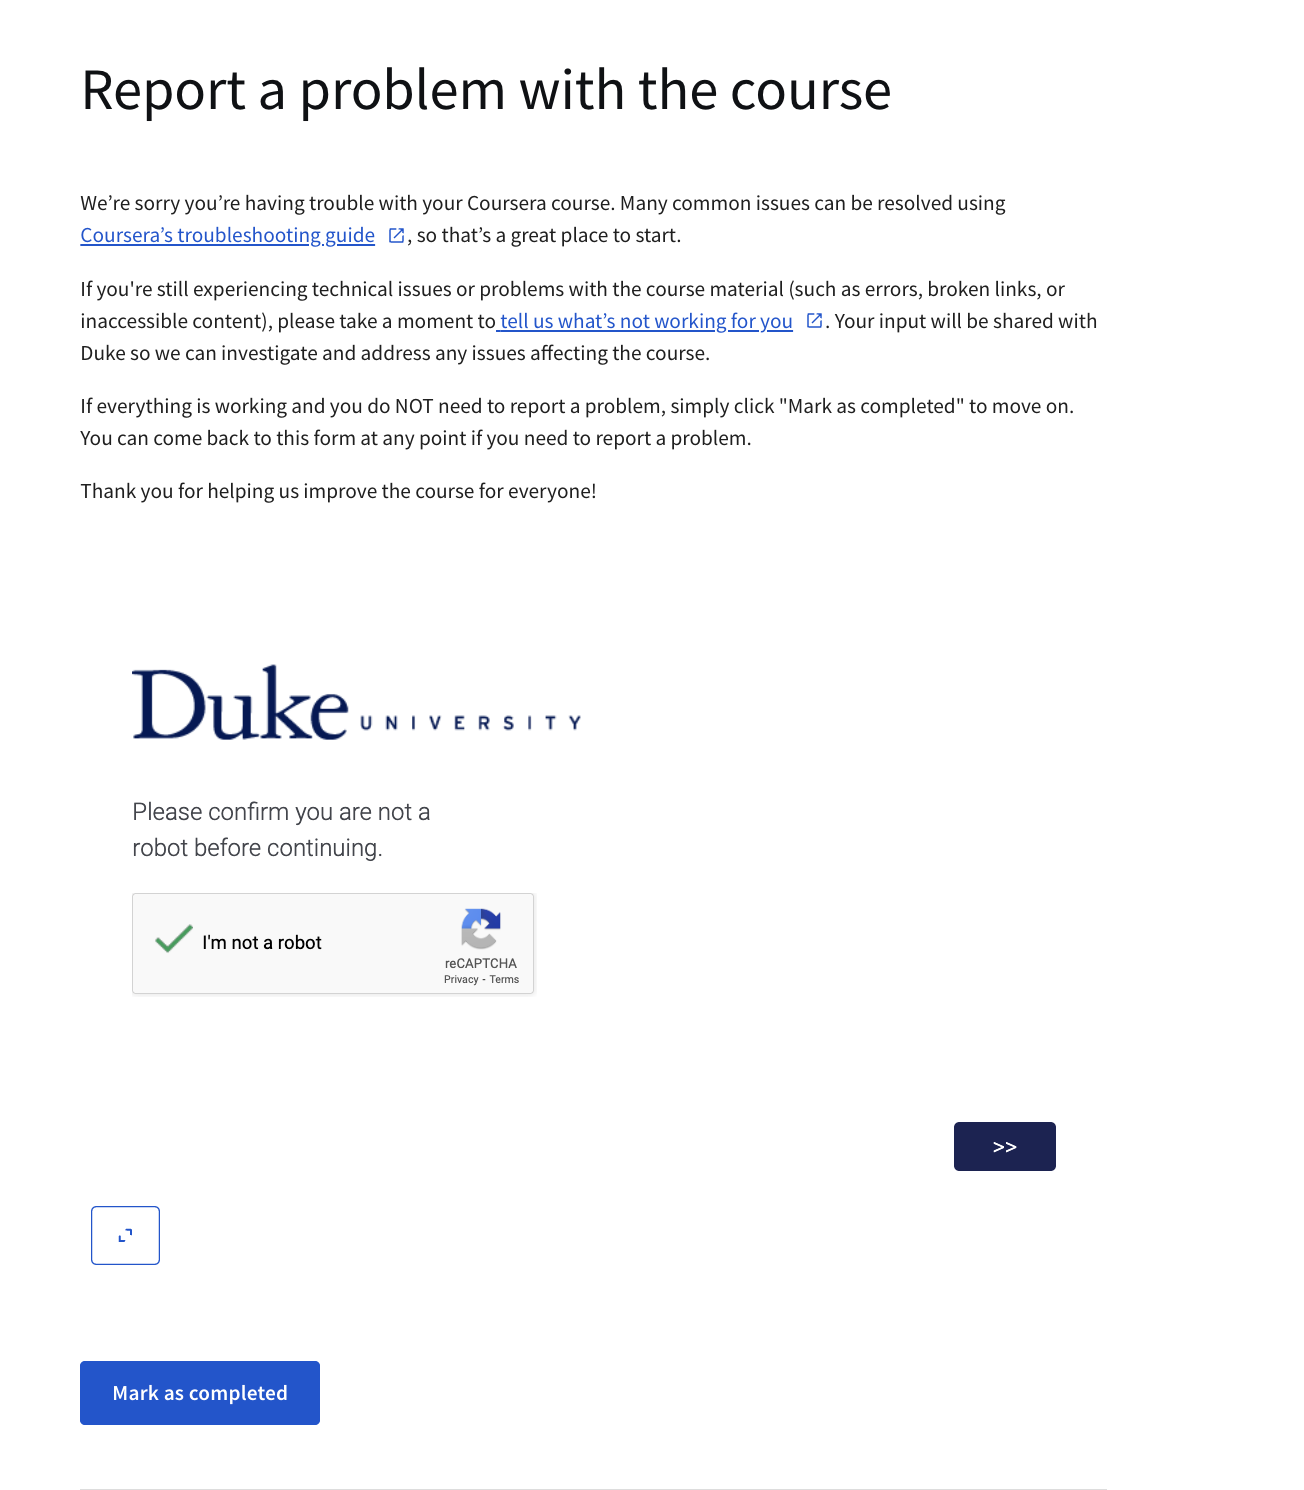 Report a problem with the course
We’re sorry you’re having trouble with your Coursera course. Many common issues can be resolved using
Coursera’s troubleshooting guide , so that’s a great place to start.
If you're still experiencing technical issues or problems with the course material (such as errors, broken links, or
inaccessible content), please take a moment to tell us what’s not working for you . Your input will be shared with
Duke so we can investigate and address any issues affecting the course.
If everything is working and you do NOT need to report a problem, simply click "Mark as completed" to move on.
You can come back to this form at any point if you need to report a problem.
Thank you for helping us improve the course for everyone!
Duke UNIVERSITY
Please confirm you are not a
robot before continuing.
I'm not a robot
reCAPTCHA
Privacy - Terms
>>
Mark as completed